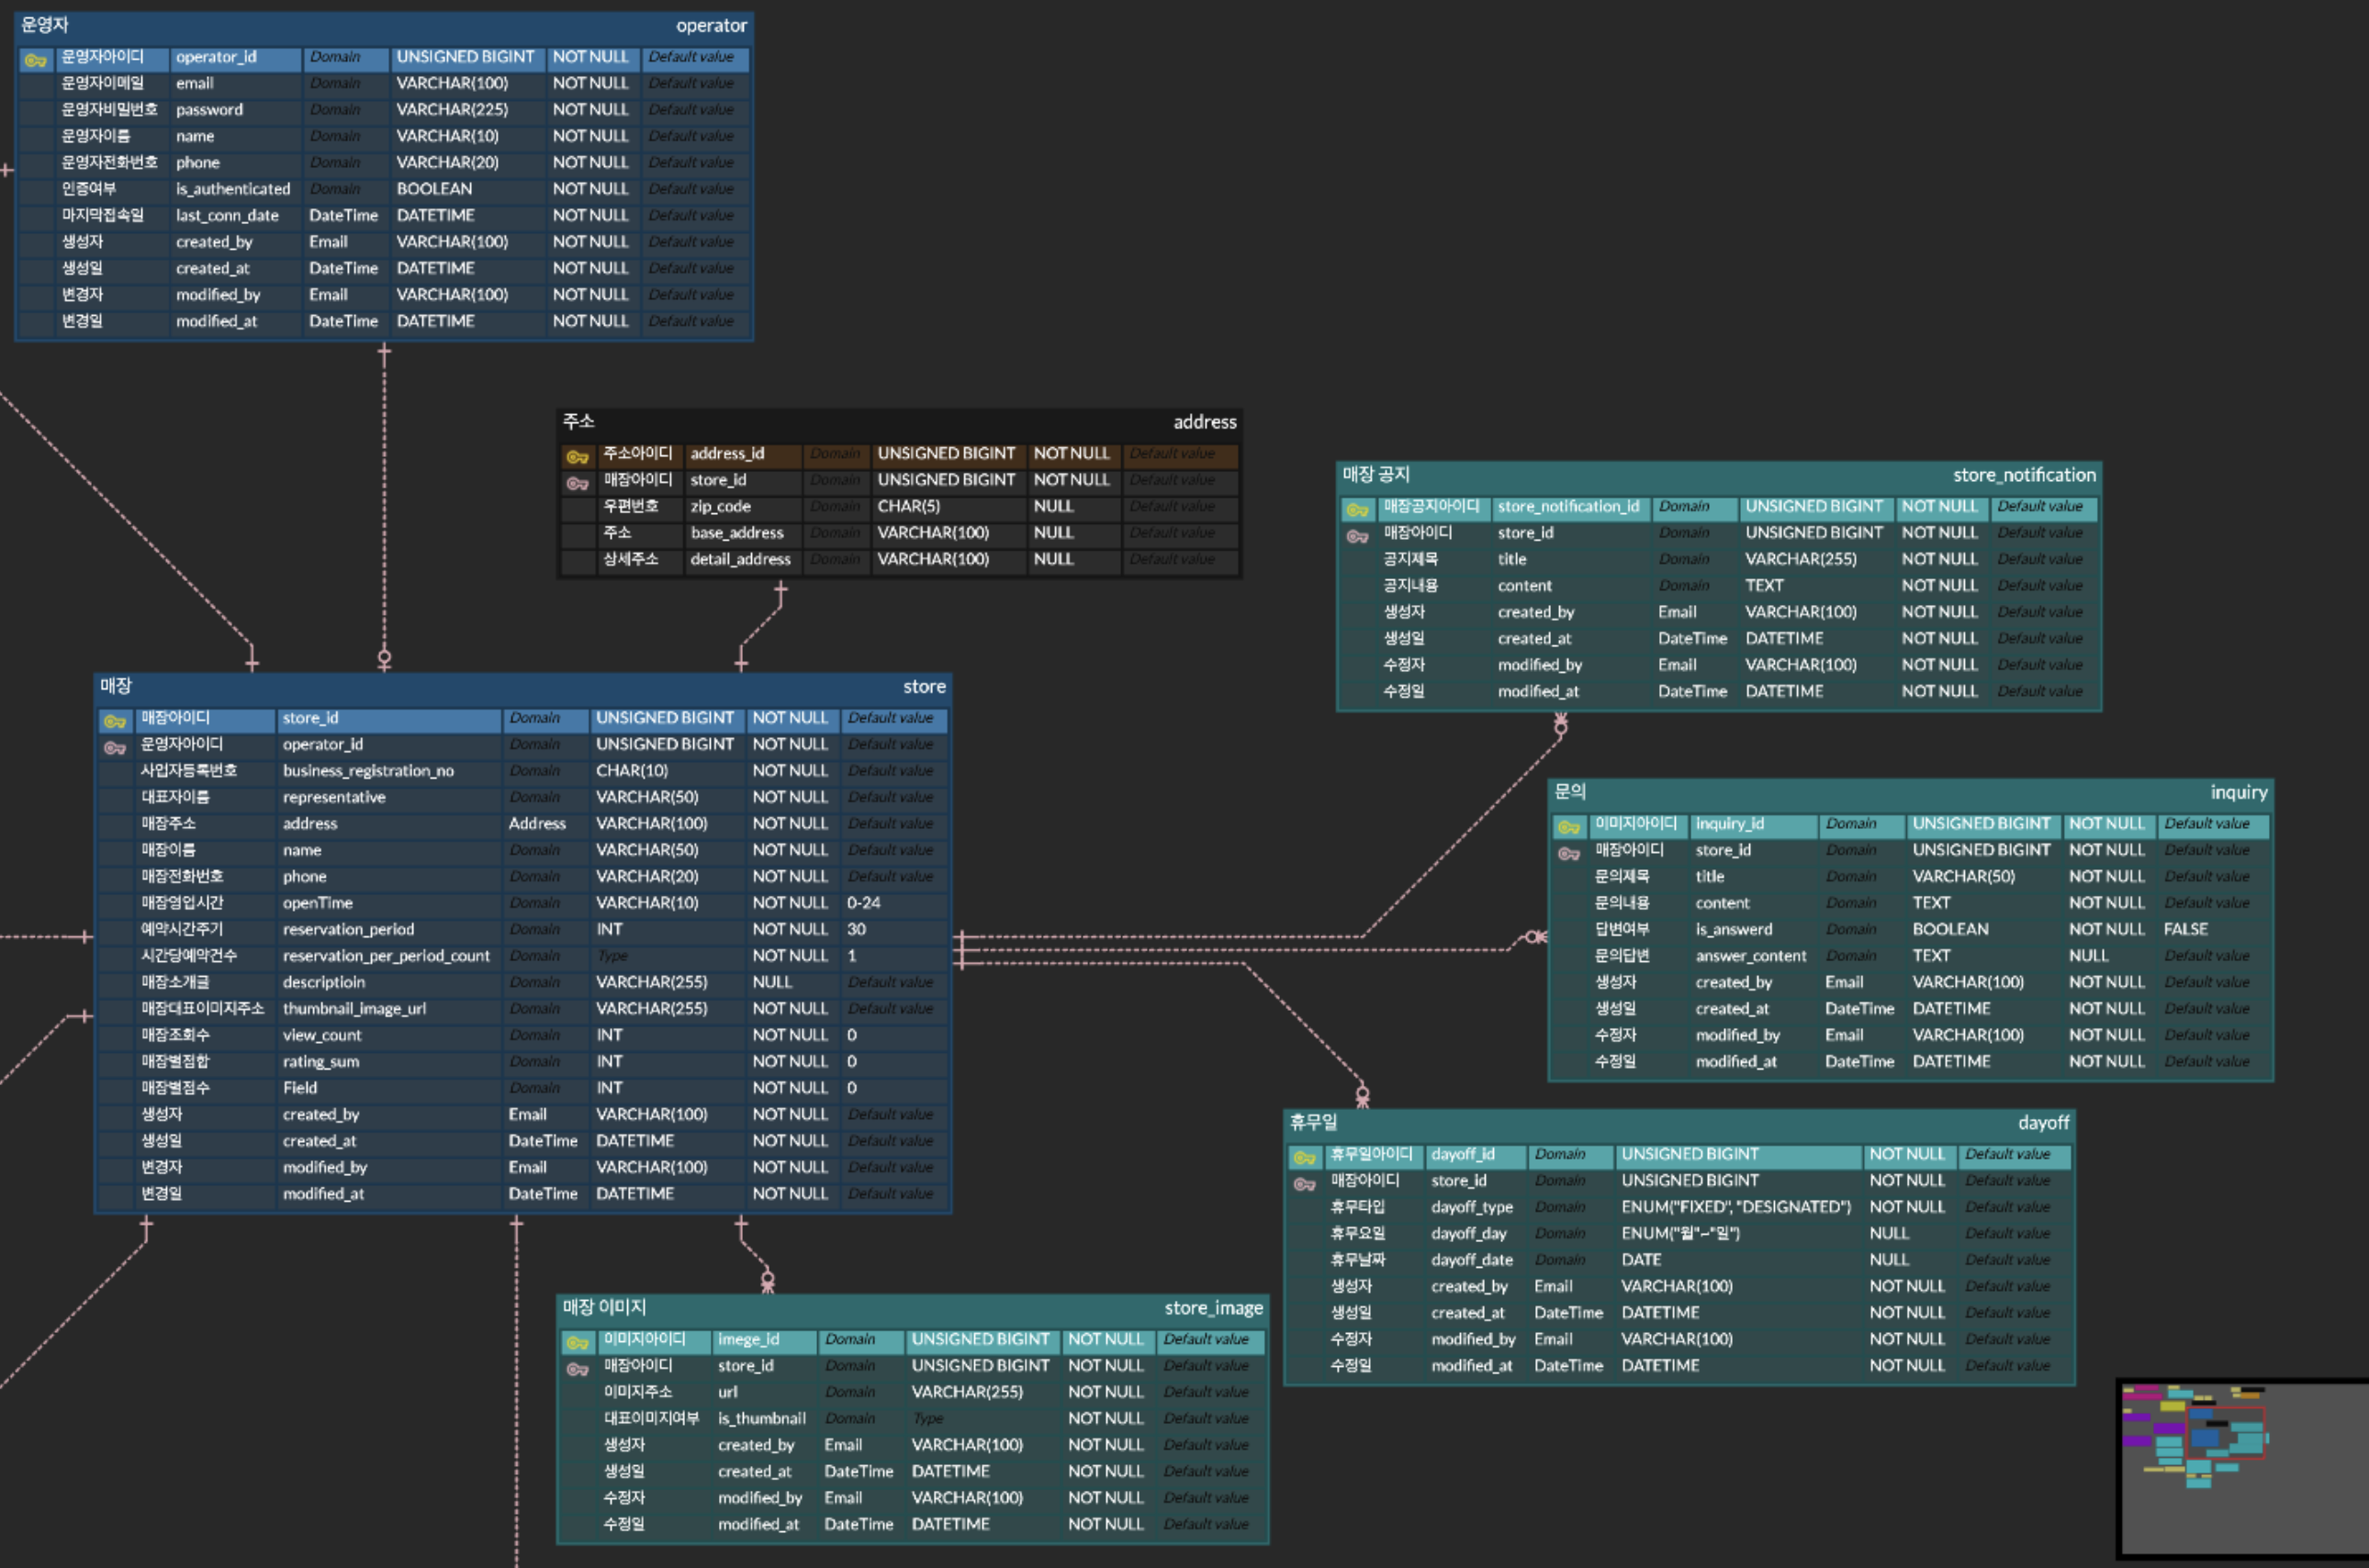 운영자 operator
운영자아이디 operator_id Domain UNSIGNED BIGINT NOT NULL Default value
운영자이메일 email Domain VARCHAR(100) NOT NULL Default value
운영자비밀번호 password Domain VARCHAR(225) NOT NULL Default value
운영자이름 name Domain VARCHAR(10) NOT NULL Default value
운영자전화번호 phone Domain VARCHAR(20) NOT NULL Default value
인증여부 is_authenticated Domain BOOLEAN NOT NULL Default value
마지막접속일 last_conn_date DateTime DATETIME NOT NULL Default value
생성자 created_by Email VARCHAR(100) NOT NULL Default value
생성일 created_at DateTime DATETIME NOT NULL Default value
변경자 modified_by Email VARCHAR(100) NOT NULL Default value
변경일 modified_at DateTime DATETIME NOT NULL Default value
주소 address
주소아이디 address_id Domain UNSIGNED BIGINT NOT NULL Default value
매장아이디 store_id Domain UNSIGNED BIGINT NOT NULL Default value
우편번호 zip_code Domain CHAR(5) NULL Default value
주소 base_address Domain VARCHAR(100) NULL Default value
상세주소 detail_address Domain VARCHAR(100) NULL Default value
매장 공지 store_notification
매장공지아이디 store_notification_id Domain UNSIGNED BIGINT NOT NULL Default value
매장아이디 store_id Domain UNSIGNED BIGINT NOT NULL Default value
공지제목 title Domain VARCHAR(255) NOT NULL Default value
공지내용 content Domain TEXT NOT NULL Default value
생성자 created_by Email VARCHAR(100) NOT NULL Default value
생성일 created_at DateTime DATETIME NOT NULL Default value
수정자 modified_by Email VARCHAR(100) NOT NULL Default value
수정일 modified_at DateTime DATETIME NOT NULL Default value
매장 store
매장아이디 store_id Domain UNSIGNED BIGINT NOT NULL Default value
운영자아이디 operator_id Domain UNSIGNED BIGINT NOT NULL Default value
사업자등록번호 business_registration_no Domain CHAR(10) NOT NULL Default value
대표자이름 representative Domain VARCHAR(50) NOT NULL Default value
매장주소 address Address VARCHAR(100) NOT NULL Default value
매장이름 name Domain VARCHAR(50) NOT NULL Default value
매장전화번호 phone Domain VARCHAR(20) NOT NULL Default value
매장영업시간 openTime Domain VARCHAR(10) NOT NULL 0-24
예약시간주기 reservation_period Domain INT NOT NULL 30
시간당예약건수 reservation_per_period_count Domain Type NOT NULL 1
매장소개글 descriptioin Domain VARCHAR(255) NULL Default value
매장대표이미지주소 thumbnail_image_url Domain VARCHAR(255) NOT NULL Default value
매장조회수 view_count Domain INT NOT NULL 0
매장별점합 rating_sum Domain INT NOT NULL 0
매장별점수 Field Domain INT NOT NULL 0
생성자 created_by Email VARCHAR(100) NOT NULL Default value
생성일 created_at DateTime DATETIME NOT NULL Default value
변경자 modified_by Email VARCHAR(100) NOT NULL Default value
변경일 modified_at DateTime DATETIME NOT NULL Default value
문의 inquiry
이미지아이디 inquiry_id Domain UNSIGNED BIGINT NOT NULL Default value
매장아이디 store_id Domain UNSIGNED BIGINT NOT NULL Default value
문의제목 title Domain VARCHAR(50) NOT NULL Default value
문의내용 content Domain TEXT NOT NULL Default value
답변여부 is_answerd Domain BOOLEAN NOT NULL FALSE
문의답변 answer_content Domain TEXT NULL Default value
생성자 created_by Email VARCHAR(100) NOT NULL Default value
생성일 created_at DateTime DATETIME NOT NULL Default value
수정자 modified_by Email VARCHAR(100) NOT NULL Default value
수정일 modified_at DateTime DATETIME NOT NULL Default value
휴무일 dayoff
휴무일아이디 dayoff_id Domain UNSIGNED BIGINT NOT NULL Default value
매장아이디 store_id Domain UNSIGNED BIGINT NOT NULL Default value
휴무타입 dayoff_type Domain ENUM("FIXED", "DESIGNATED") NOT NULL Default value
휴무요일 dayoff_day Domain ENUM("월"~"일") NULL Default value
휴무날짜 dayoff_date Domain DATE NULL Default value
생성자 created_by Email VARCHAR(100) NOT NULL Default value
생성일 created_at DateTime DATETIME NOT NULL Default value
수정자 modified_by Email VARCHAR(100) NOT NULL Default value
수정일 modified_at DateTime DATETIME NOT NULL Default value
매장 이미지 store_image
이미지아이디 imege_id Domain UNSIGNED BIGINT NOT NULL Default value
매장아이디 store_id Domain UNSIGNED BIGINT NOT NULL Default value
이미지주소 url Domain VARCHAR(255) NOT NULL Default value
대표이미지여부 is_thumbnail Domain Type NOT NULL Default value
생성자 created_by Email VARCHAR(100) NOT NULL Default value
생성일 created_at DateTime DATETIME NOT NULL Default value
수정자 modified_by Email VARCHAR(100) NOT NULL Default value
수정일 modified_at DateTime DATETIME NOT NULL Default value